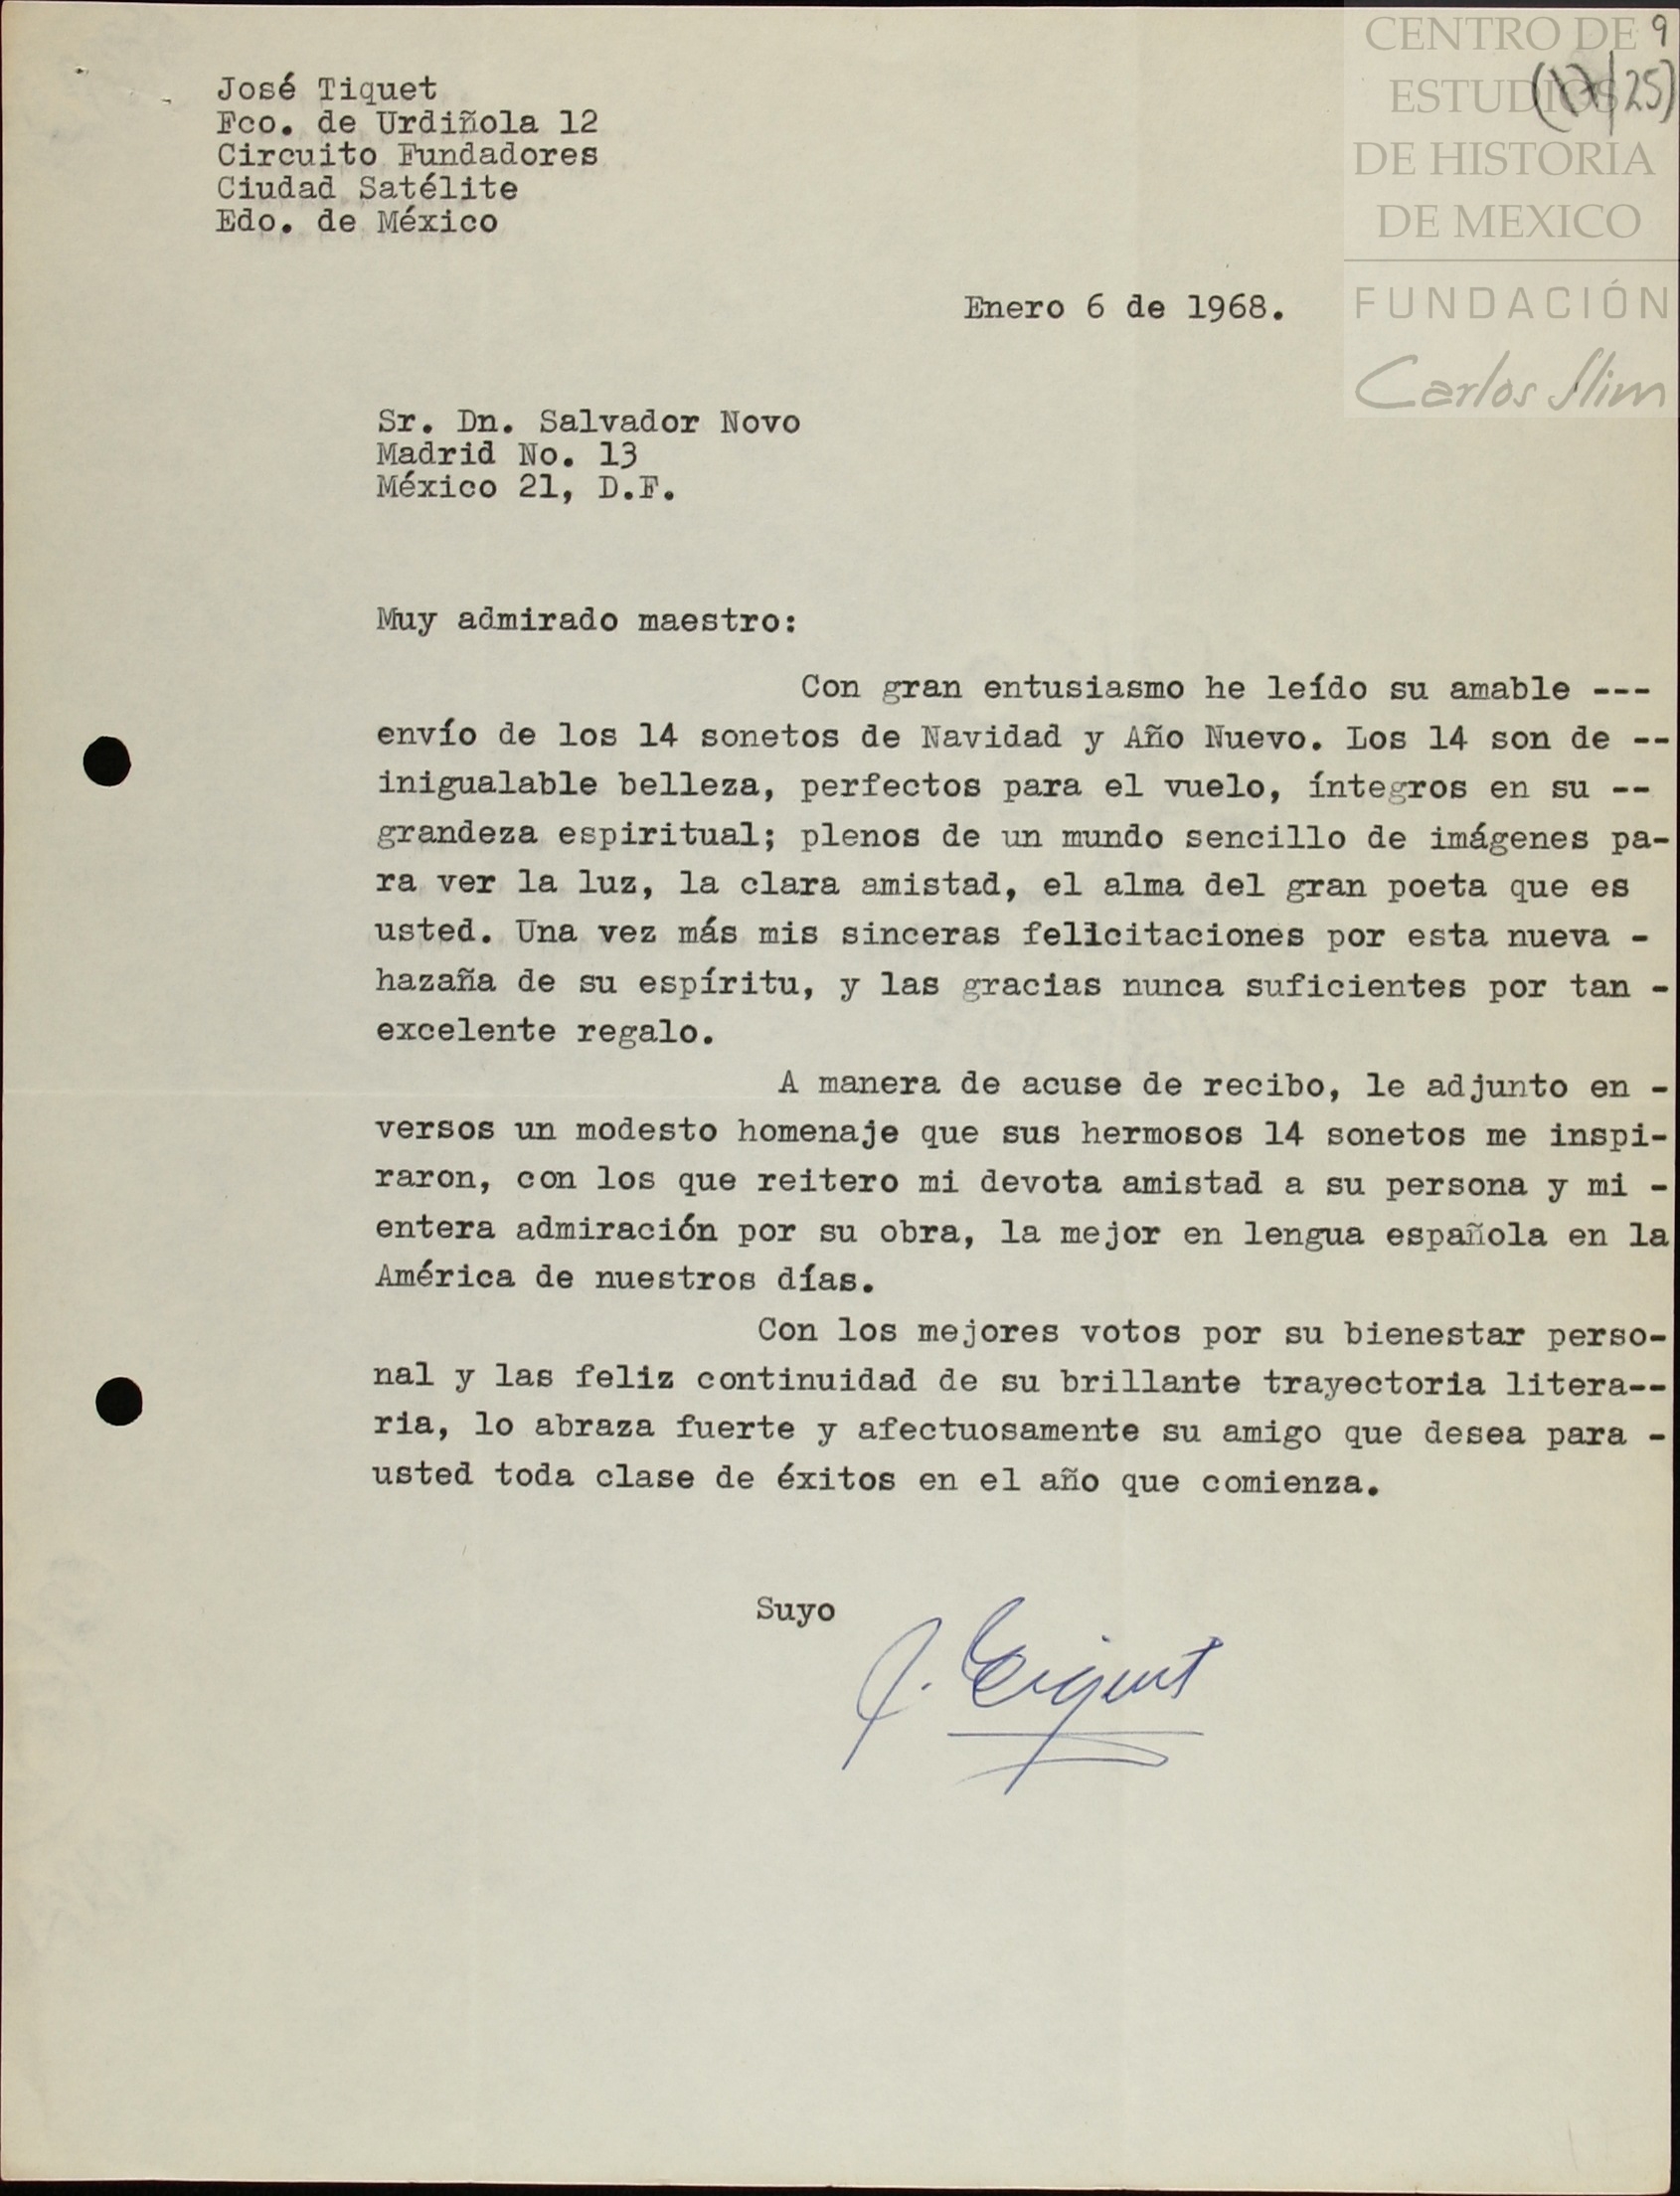 CENTRO DE
ESTUDIOS
DE HISTORIA
DE MEXICO
FUNDACIÓN
Carlos Slim
9
José Tiquet
Fco. de Urdiñola 12
Circuito Fundadores
Ciudad Satélite
Edo. de México
Enero 6 de 1968.
Sr. Dn. Salvador Novo
Madrid No. 13
México 21, D.F.
Muy admirado maestro:
Con gran entusiasmo he leído su amable ---
envío de los 14 sonetos de Navidad y Año Nuevo. Los 14 son de --
inigualable belleza, perfectos para el vuelo, íntegros en su --
grandeza espiritual; plenos de un mundo sencillo de imágenes pa-
ra ver la luz, la clara amistad, el alma del gran poeta que es
usted. Una vez más mis sinceras felicitaciones por esta nueva -
hazaña de su espíritu, y las gracias nunca suficientes por tan -
excelente regalo.
A manera de acuse de recibo, le adjunto en -
versos un modesto homenaje que sus hermosos 14 sonetos me inspi-
raron, con los que reitero mi devota amistad a su persona y mi -
entera admiración por su obra, la mejor en lengua española en la
América de nuestros días.
Con los mejores votos por su bienestar perso-
nal y las feliz continuidad de su brillante trayectoria litera--
ria, lo abraza fuerte y afectuosamente su amigo que desea para -
usted toda clase de éxitos en el año que comienza.
Suyo
J. Tiquet